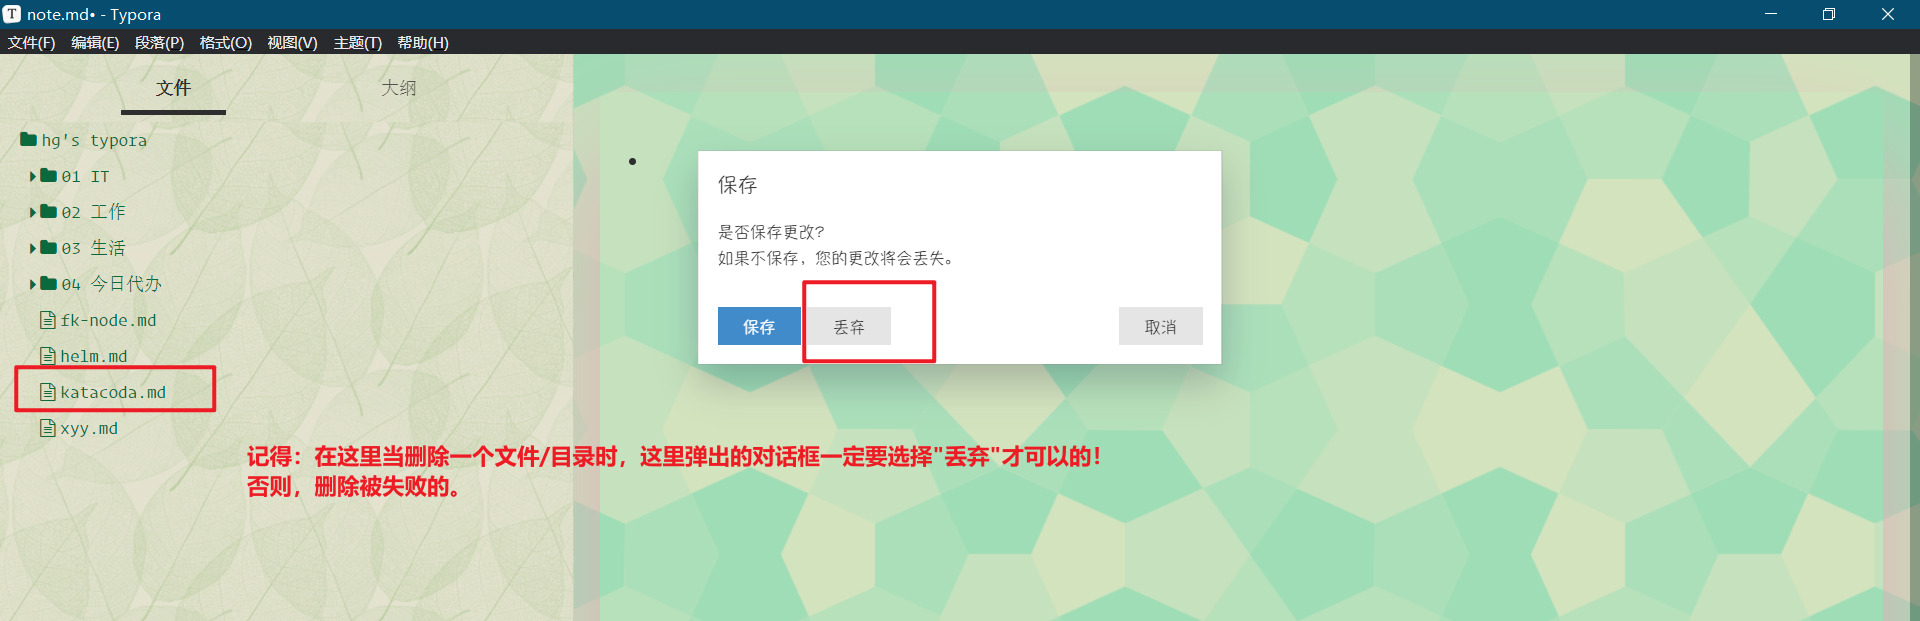 note.md• - Typora
文件(F) 编辑(E) 段落(P) 格式(O) 视图(V) 主题(T) 帮助(H)
文件 大纲
hg's typora
01 IT
02 工作
03 生活
04 今日代办
fk-node.md
helm.md
katacoda.md
xyy.md
保存
是否保存更改?
如果不保存，您的更改将会丢失。
保存 丢弃 取消
记得：在这里当删除一个文件/目录时，这里弹出的对话框一定要选择"丢弃"才可以的！
否则，删除被失败的。